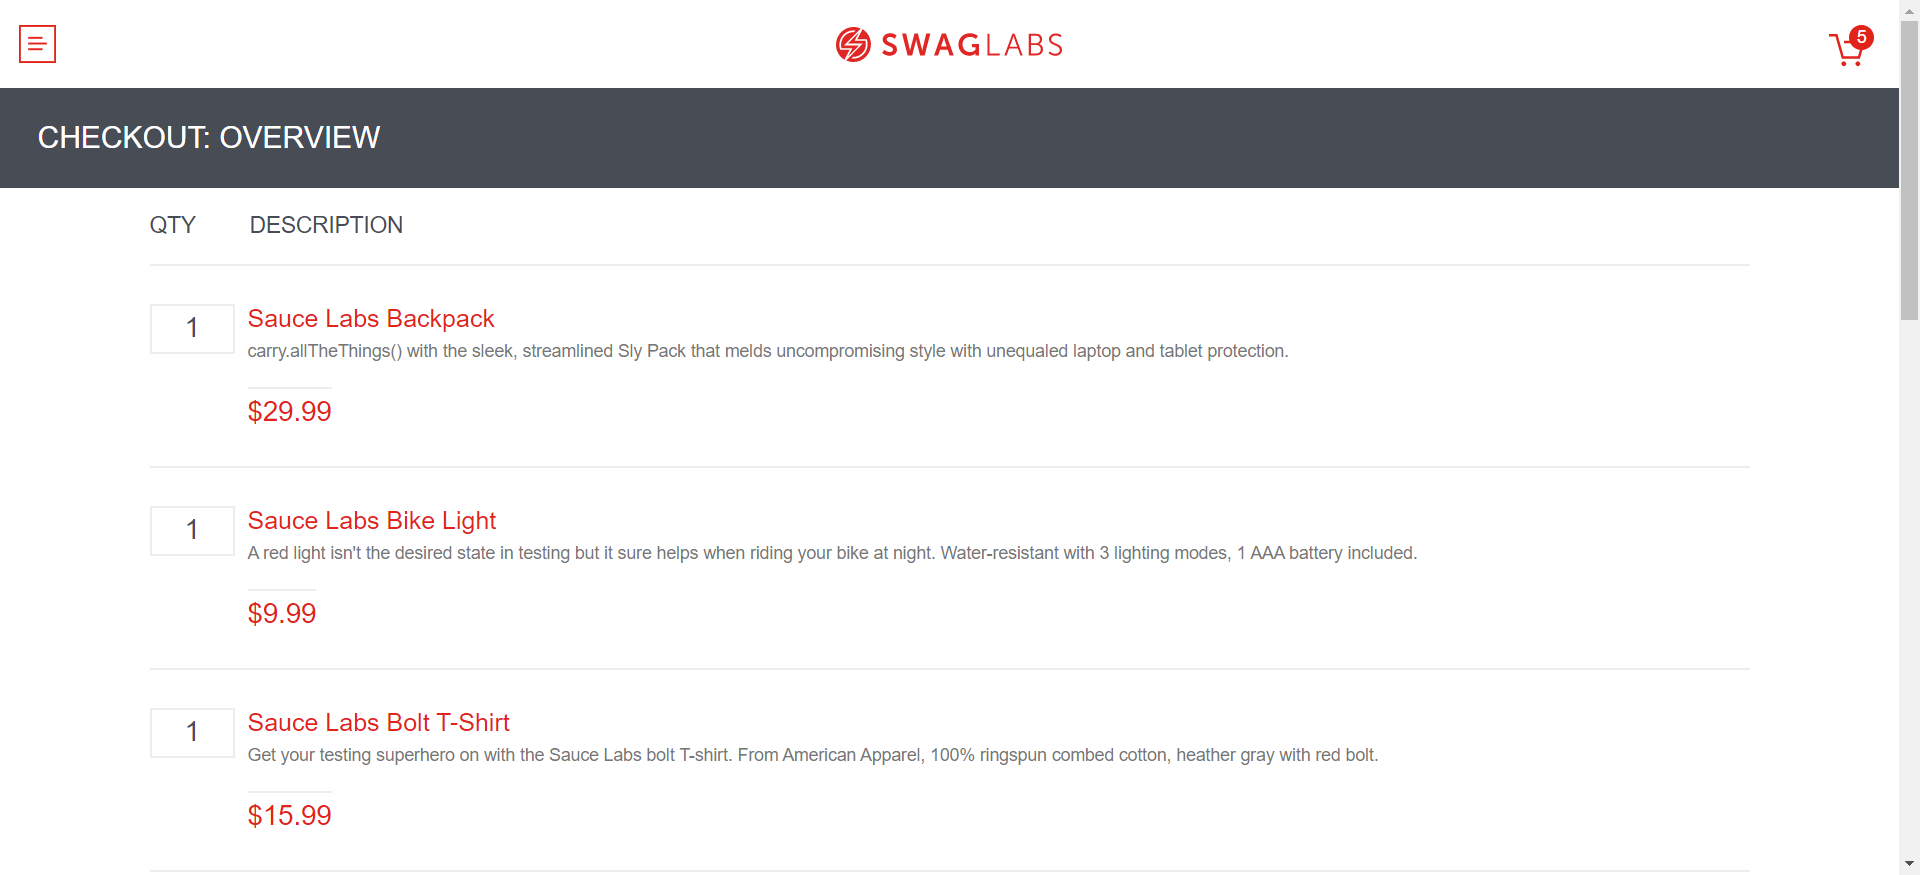 SWAGLABS
5
CHECKOUT: OVERVIEW
QTY DESCRIPTION
1
Sauce Labs Backpack
carry.allTheThings() with the sleek, streamlined Sly Pack that melds uncompromising style with unequaled laptop and tablet protection.
$29.99
1
Sauce Labs Bike Light
A red light isn't the desired state in testing but it sure helps when riding your bike at night. Water-resistant with 3 lighting modes, 1 AAA battery included.
$9.99
1
Sauce Labs Bolt T-Shirt
Get your testing superhero on with the Sauce Labs bolt T-shirt. From American Apparel, 100% ringspun combed cotton, heather gray with red bolt.
$15.99